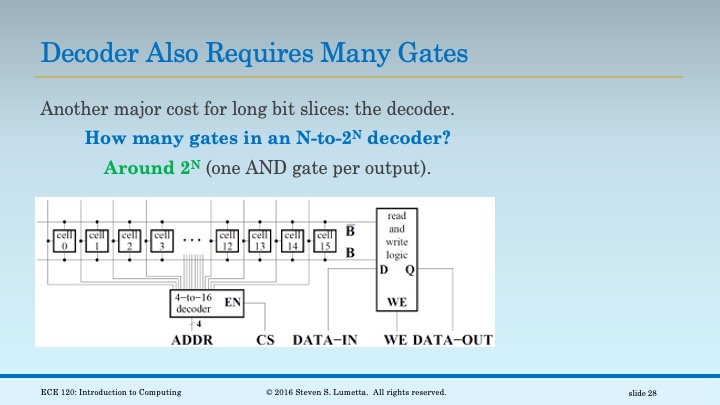 Decoder Also Requires Many Gates
Another major cost for long bit slices: the decoder.
How many gates in an N-to-2ᴺ decoder?
Around 2ᴺ (one AND gate per output).
cell 0
cell 1
cell 2
cell 3
...
cell 12
cell 13
cell 14
cell 15
B̅
B
read
and
write
logic
D Q
WE
4−to−16
decoder
EN
4
ADDR CS DATA−IN WE DATA−OUT
ECE 120: Introduction to Computing © 2016 Steven S. Lumetta. All rights reserved. slide 28